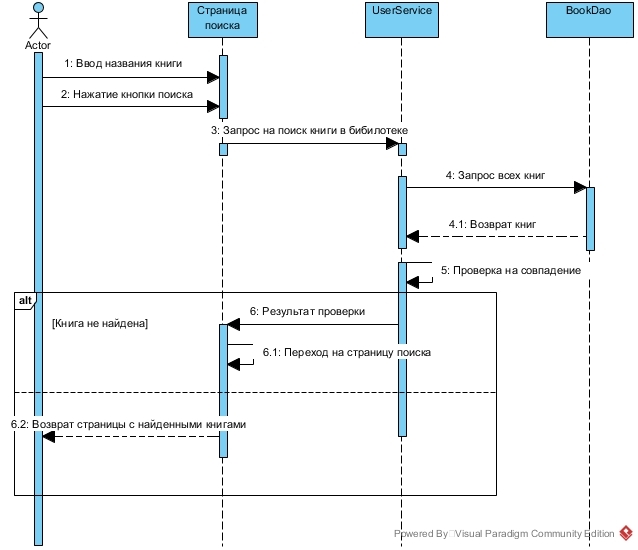 Страница
поиска
UserService
BookDao
Actor
1: Ввод названия книги
2: Нажатие кнопки поиска
3: Запрос на поиск книги в бибилотеке
4: Запрос всех книг
4.1: Возврат книг
5: Проверка на совпадение
alt
6: Результат проверки
[Книга не найдена]
6.1: Переход на страницу поиска
6.2: Возврат страницы с найденными книгами
Powered By Visual Paradigm Community Edition